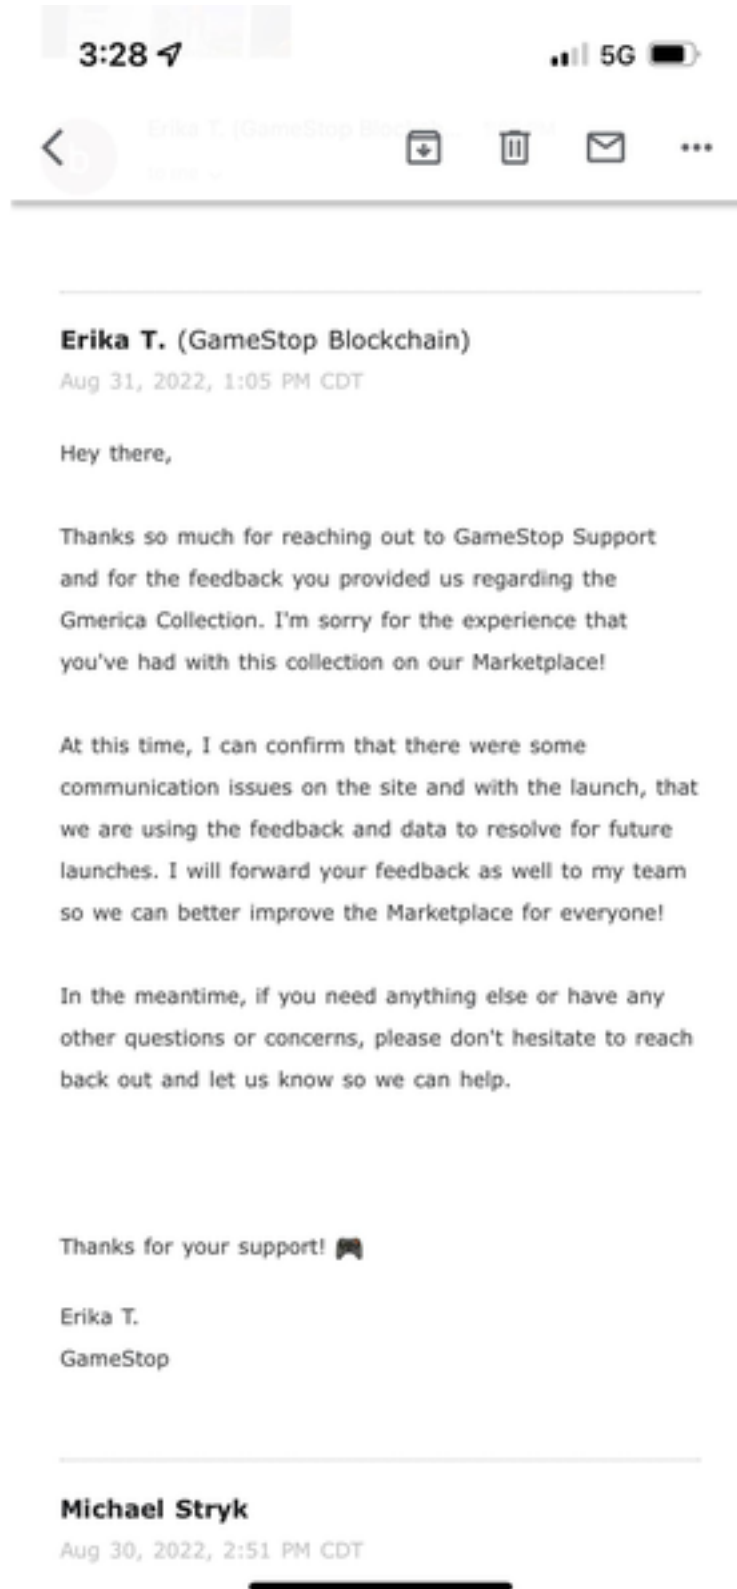 3:28
5G
Erika T. (GameStop
Erika T. (GameStop Blockchain)
Aug 31, 2022, 1:05 PM CDT
Hey there,
Thanks so much for reaching out to GameStop Support
and for the feedback you provided us regarding the
Gmerica Collection. I'm sorry for the experience that
you've had with this collection on our Marketplace!
At this time, I can confirm that there were some
communication issues on the site and with the launch, that
we are using the feedback and data to resolve for future
launches. I will forward your feedback as well to my team
so we can better improve the Marketplace for everyone!
In the meantime, if you need anything else or have any
other questions or concerns, please don't hesitate to reach
back out and let us know so we can help.
Thanks for your support! 🎮
Erika T.
GameStop
Michael Stryk
Aug 30, 2022, 2:51 PM CDT